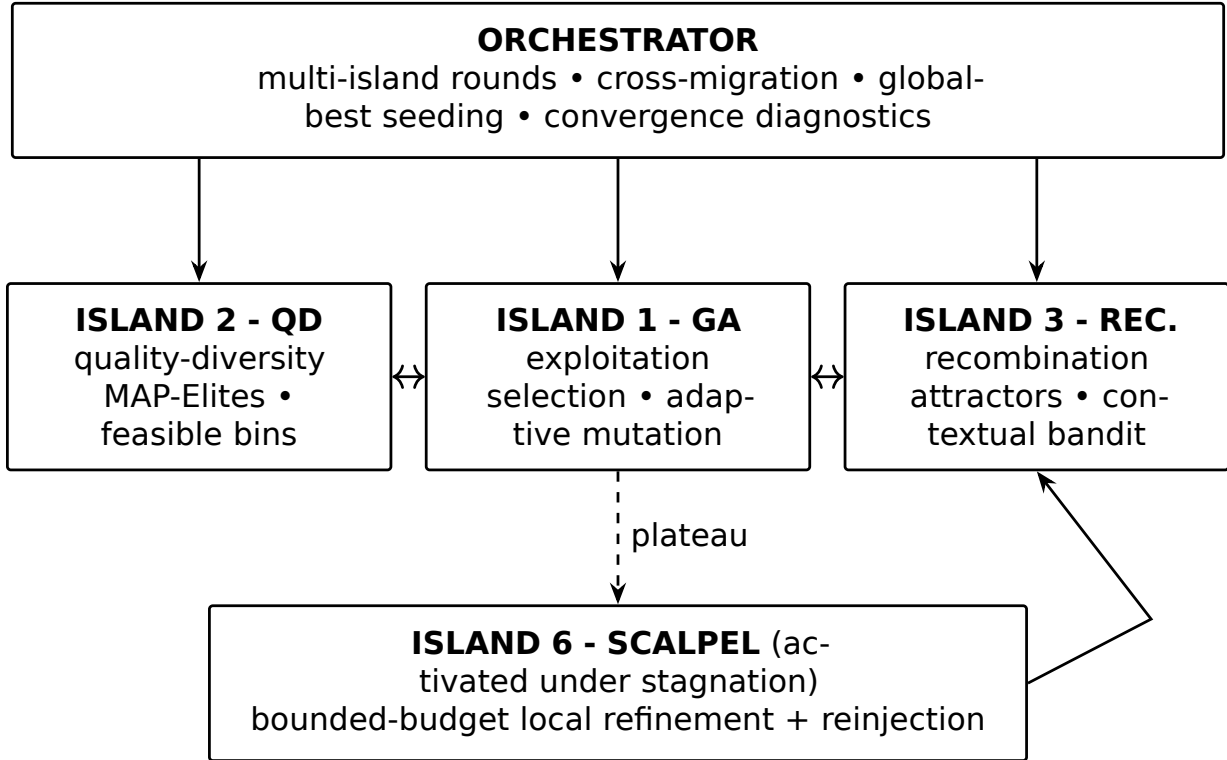 ORCHESTRATOR
multi-island rounds • cross-migration • global-
best seeding • convergence diagnostics
ISLAND 2 - QD
quality-diversity
MAP-Elites •
feasible bins
ISLAND 1 - GA
exploitation
selection • adap-
tive mutation
ISLAND 3 - REC.
recombination
attractors • con-
textual bandit
plateau
ISLAND 6 - SCALPEL (ac-
tivated under stagnation)
bounded-budget local refinement + reinjection